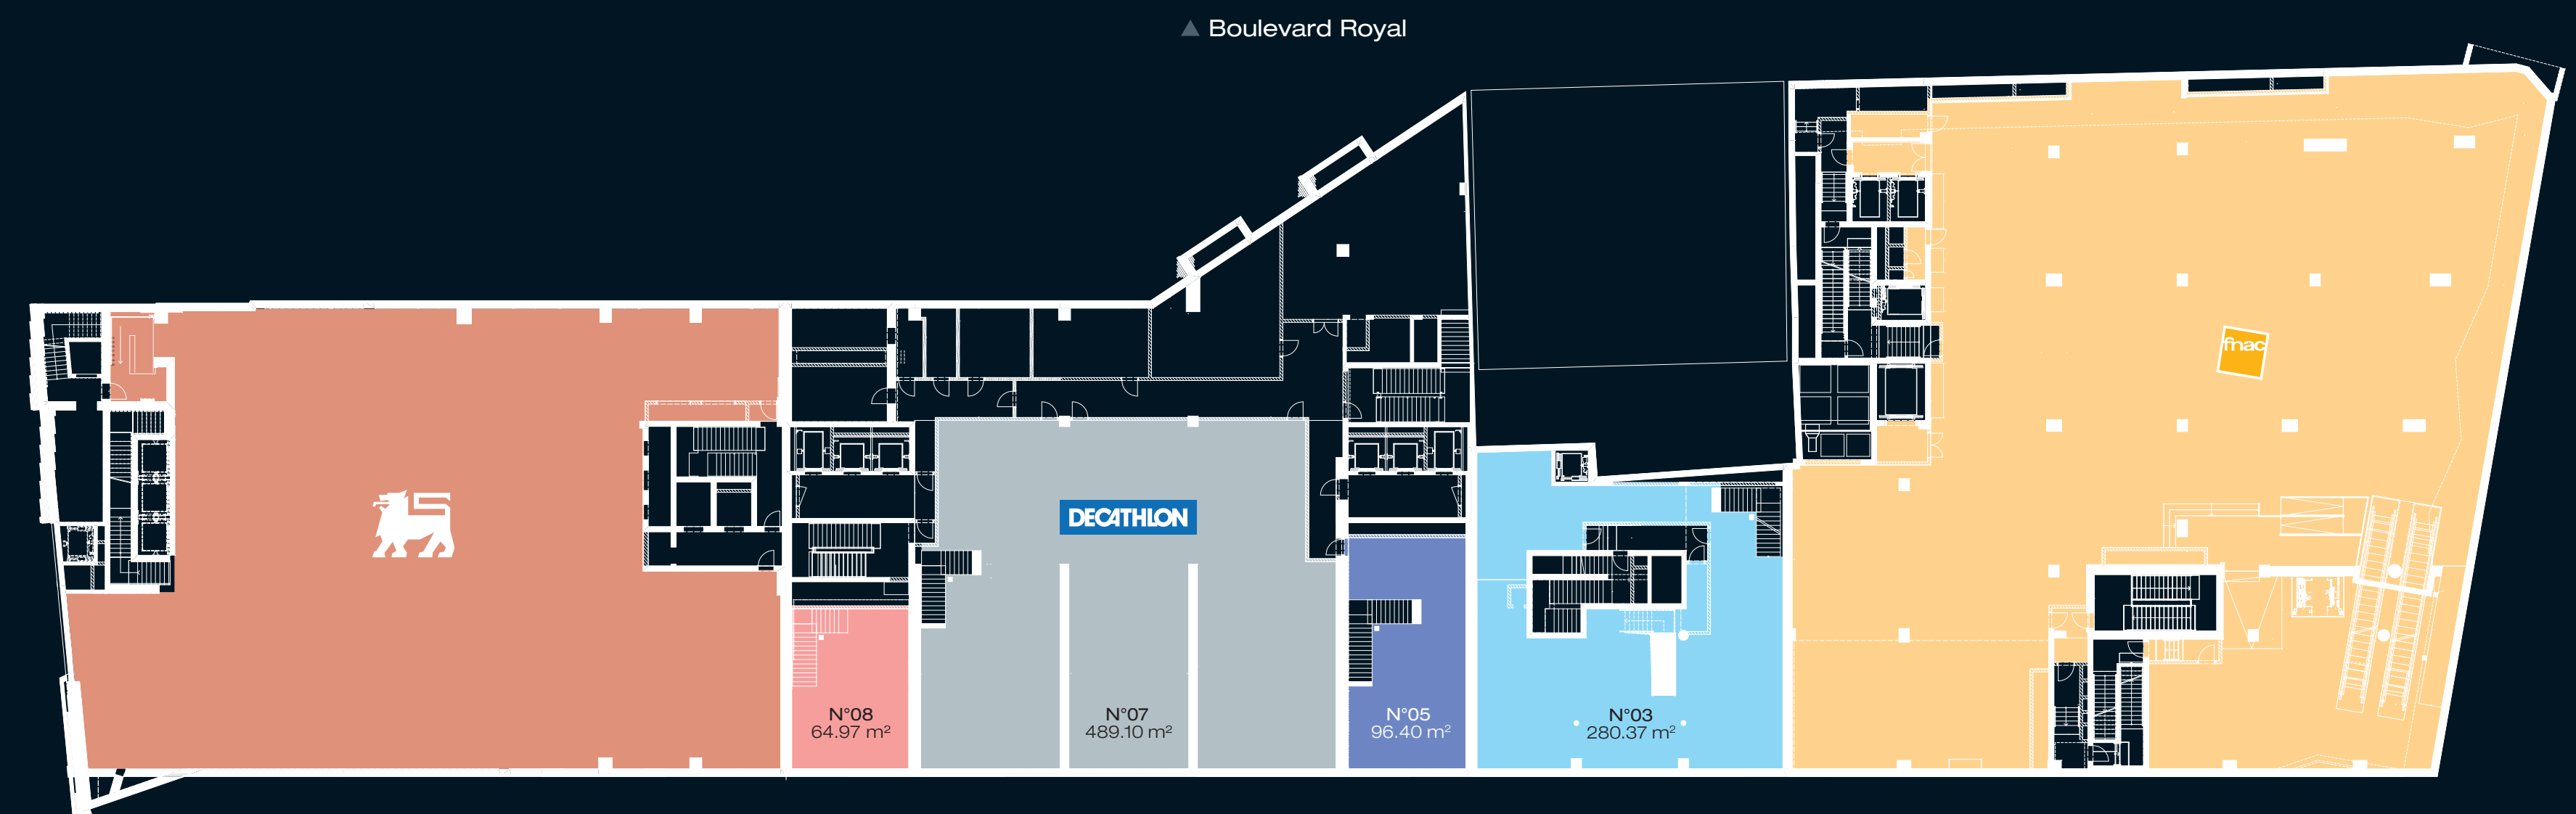 Boulevard Royal
fnac
DECATHLON
N°08
64.97 m²
N°07
489.10 m²
N°05
96.40 m²
N°03
280.37 m²